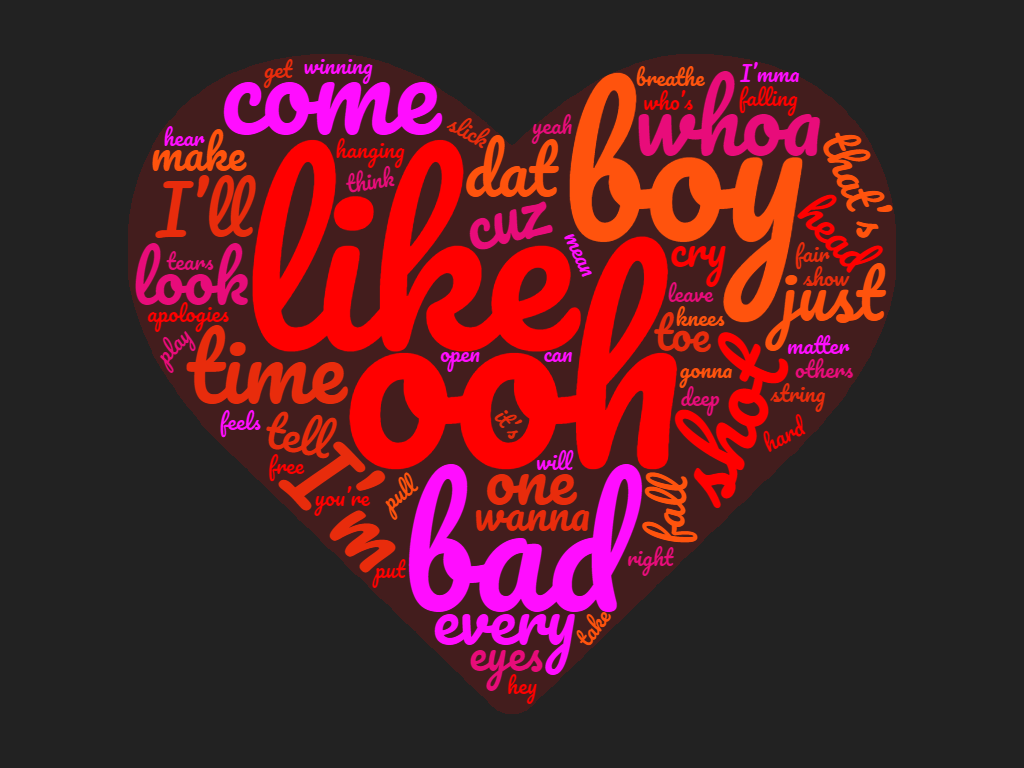 get
winning
come
breathe
I'mma
who's
falling
whoa
boy
slick
yeah
hear
make
hanging
think
dat
that's
I'll
like
cuz
mean
head
tears
look
apologies
cry
fair
show
leave
just
knees
toe
play
time
open
can
ooh
matter
gonna
others
deep
string
shot
hard
feels
tell
it's
free
I'm
you're
pull
will
one
wanna
fall
bad
right
put
every
take
eyes
hey